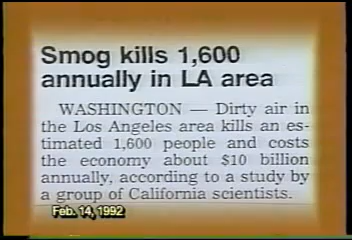 Smog kills 1,600
annually in LA area
WASHINGTON — Dirty air in
the Los Angeles area kills an es-
timated 1,600 people and costs
the economy about $10 billion
annually, according to a study by
a group of California scientists.
Feb. 14, 1992